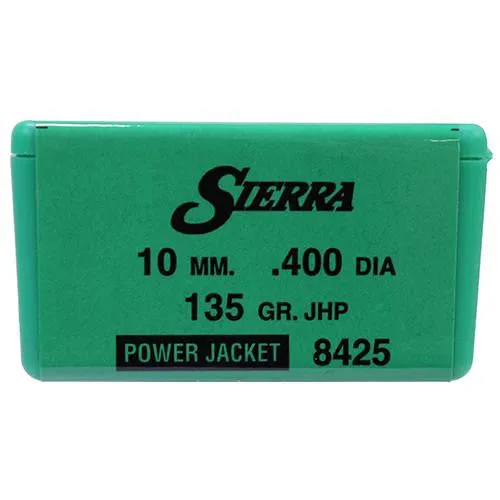 SIERRA
10 MM. .400 DIA
135 GR. JHP
POWER JACKET 8425